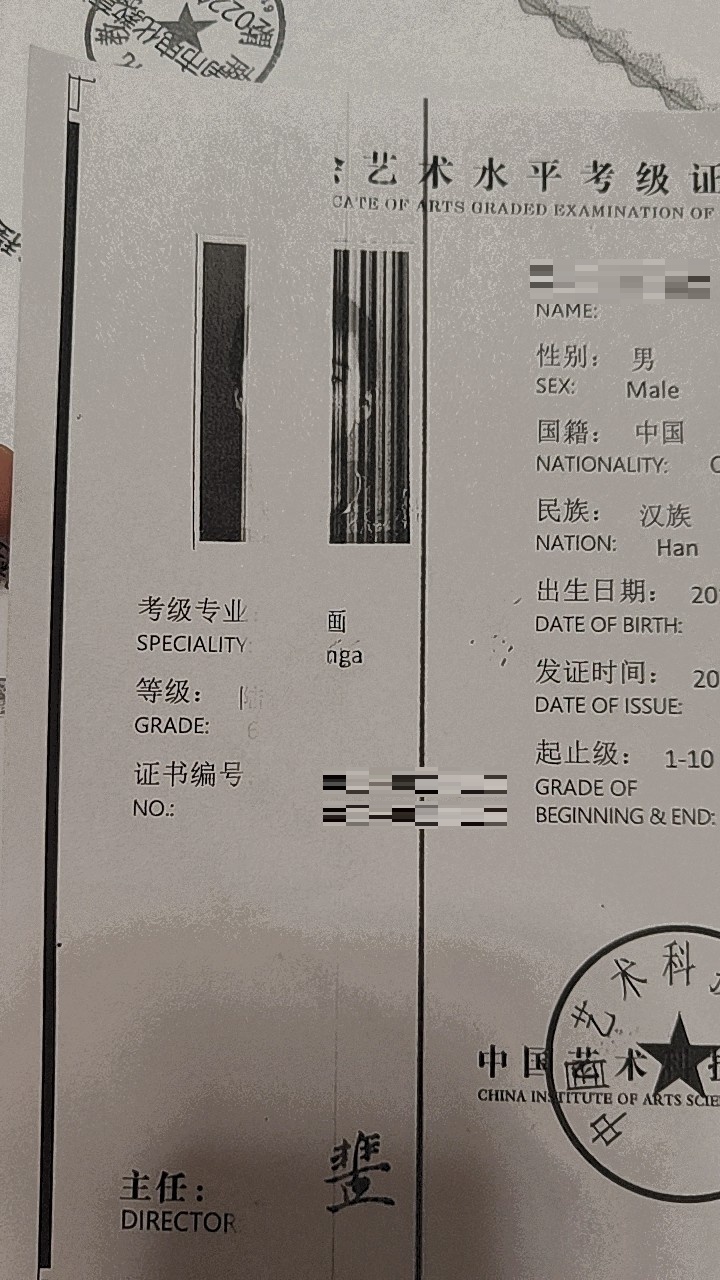 艺术水平考级证
CATE OF ARTS GRADED EXAMINATION OF
NAME:
性别： 男
SEX: Male
国籍： 中国
NATIONALITY: C
民族： 汉族
NATION: Han
出生日期： 20
DATE OF BIRTH:
发证时间： 20
DATE OF ISSUE:
起止级： 1-10
GRADE OF
BEGINNING & END:
考级专业
画
SPECIALITY:
nga
等级： 陆
GRADE: 6
证书编号
NO.:
中国艺术科技
CHINA INSTITUTE OF ARTS SCIE
中国艺术科
主任：
DIRECTOR